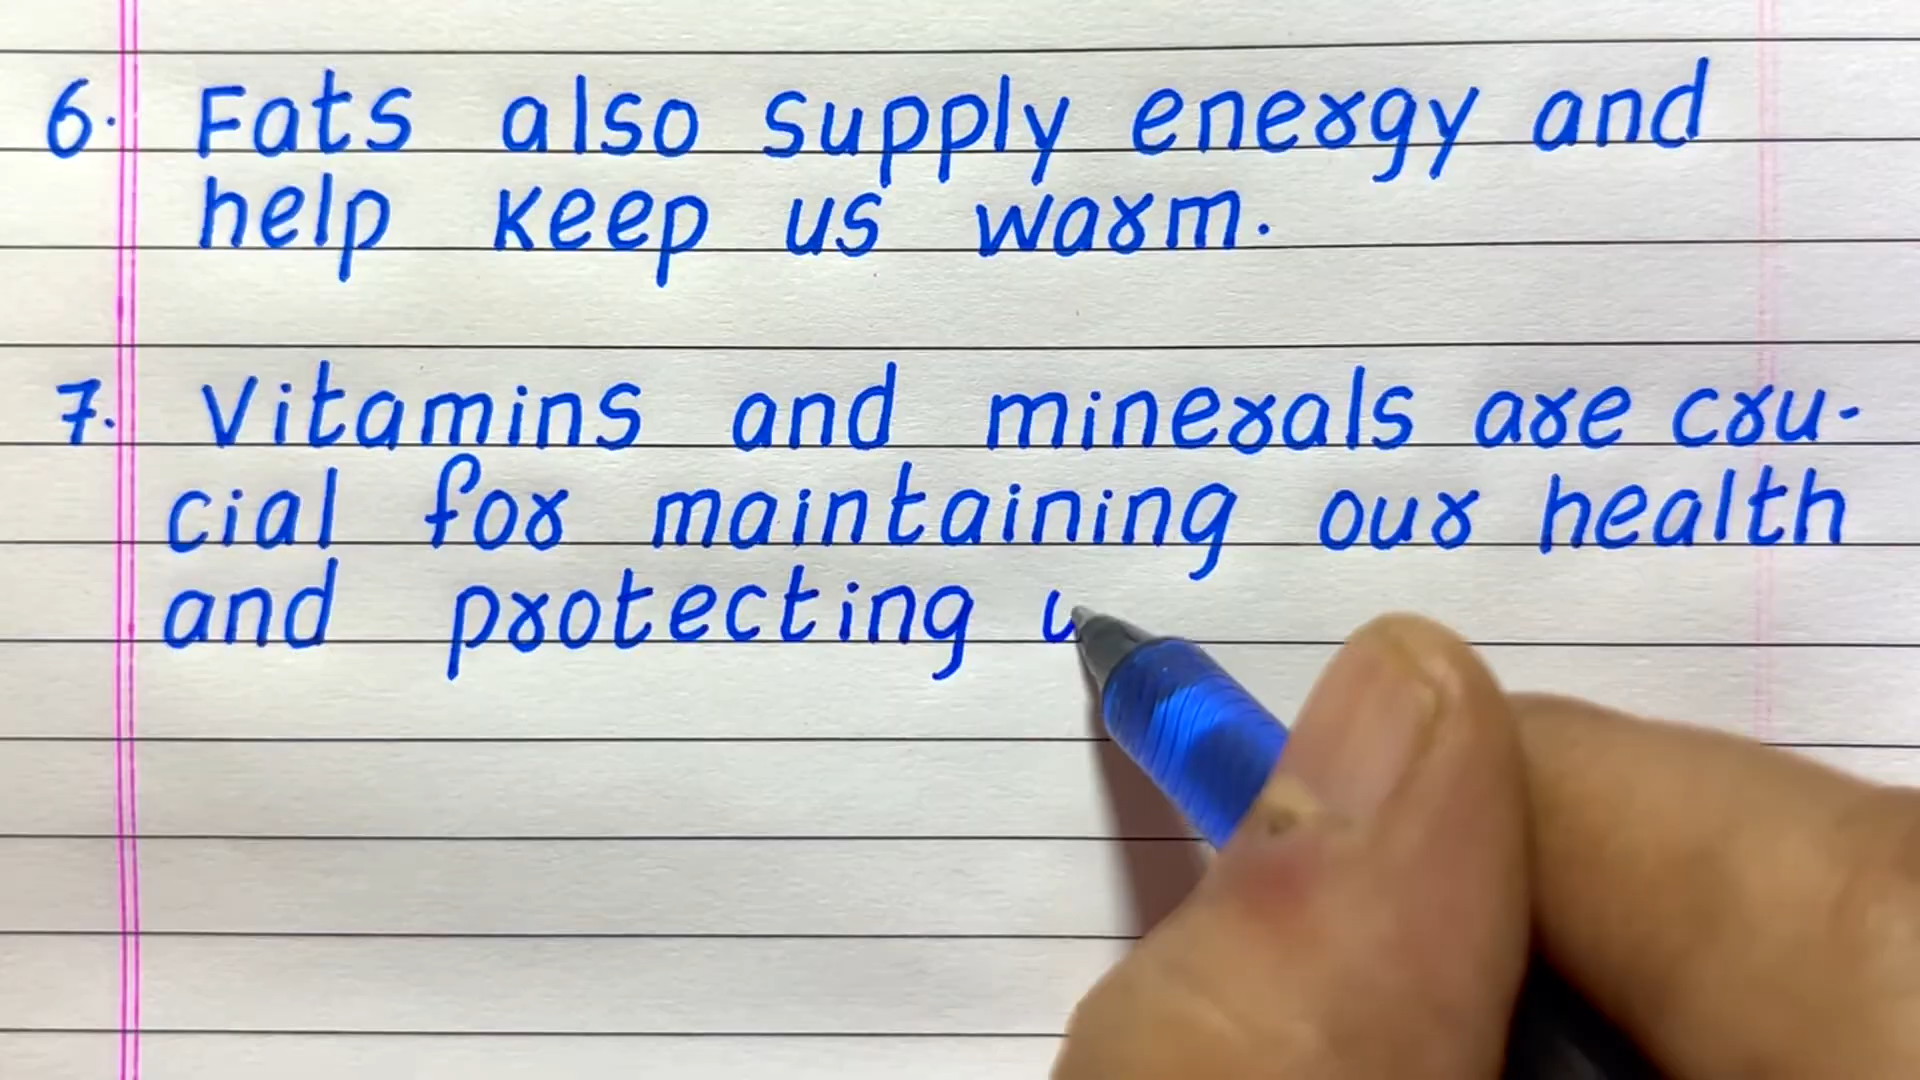 6. Fats also supply energy and
help keep us warm.
7. Vitamins and minerals are cru-
cial for maintaining our health
and protecting u